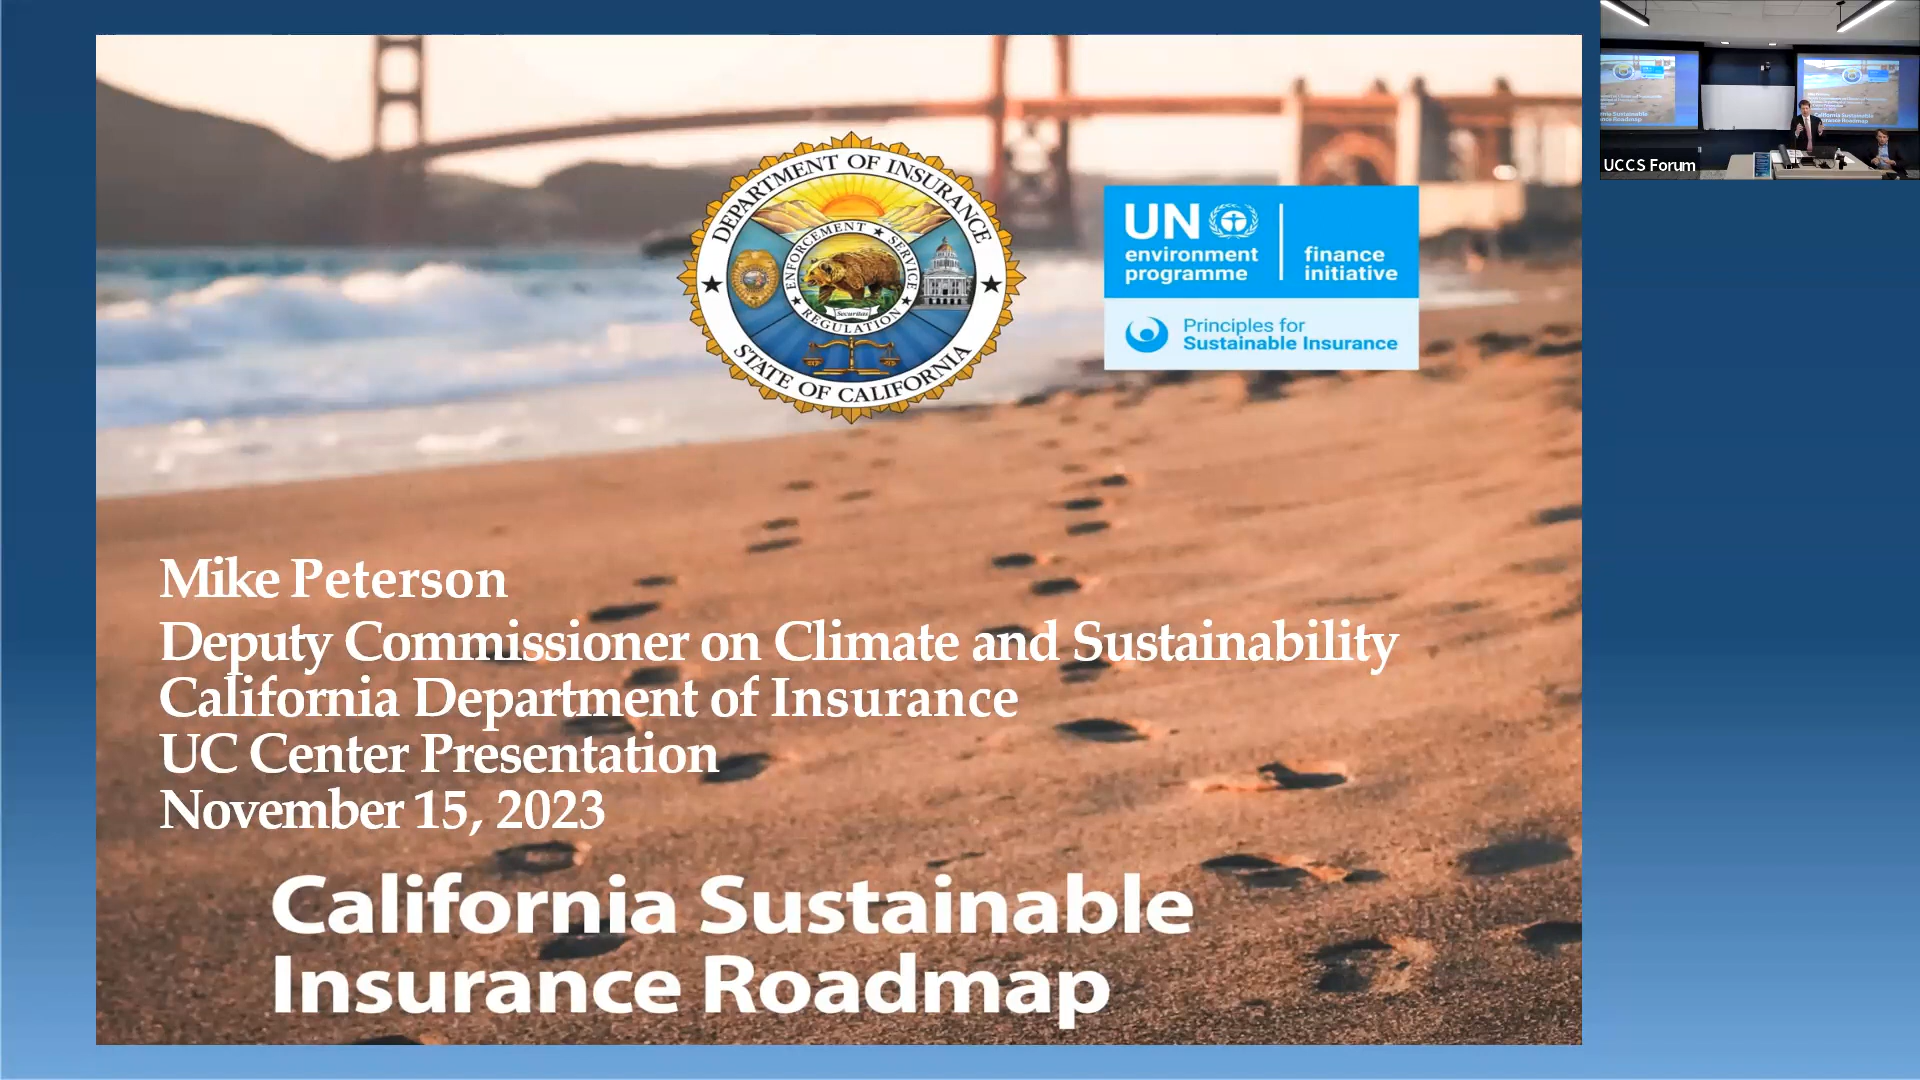 DEPARTMENT OF INSURANCE
ENFORCEMENT ★ SERVICE ★ REGULATION ★
Securitas
STATE OF CALIFORNIA
UN
environment
programme
finance
initiative
Principles for
Sustainable Insurance
UCCS Forum
Mike Peterson
Deputy Commissioner on Climate and Sustainability
California Department of Insurance
UC Center Presentation
November 15, 2023
California Sustainable
Insurance Roadmap